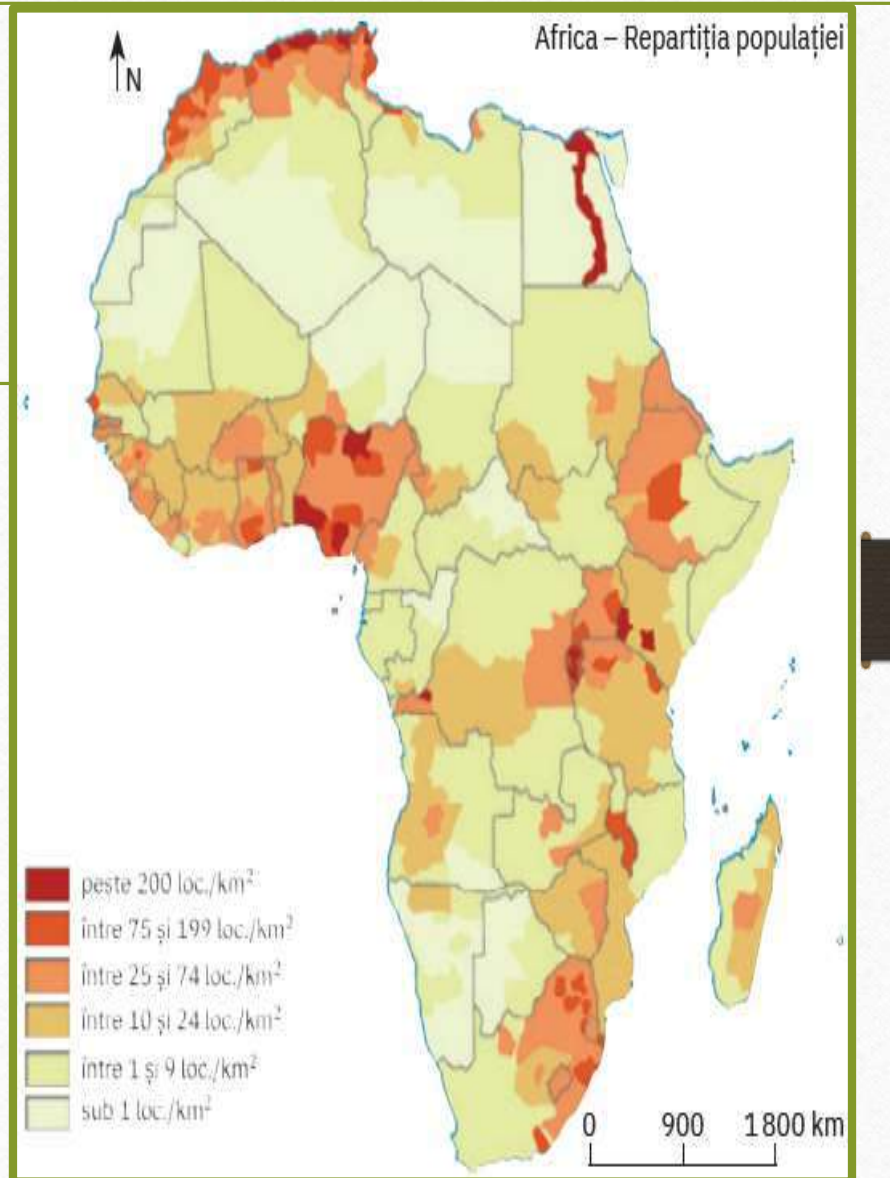 Africa – Repartiția populației
N
peste 200 loc./km²
între 75 și 199 loc./km²
între 25 și 74 loc./km²
între 10 și 24 loc./km²
între 1 și 9 loc./km²
sub 1 loc./km²
0 900 1800 km